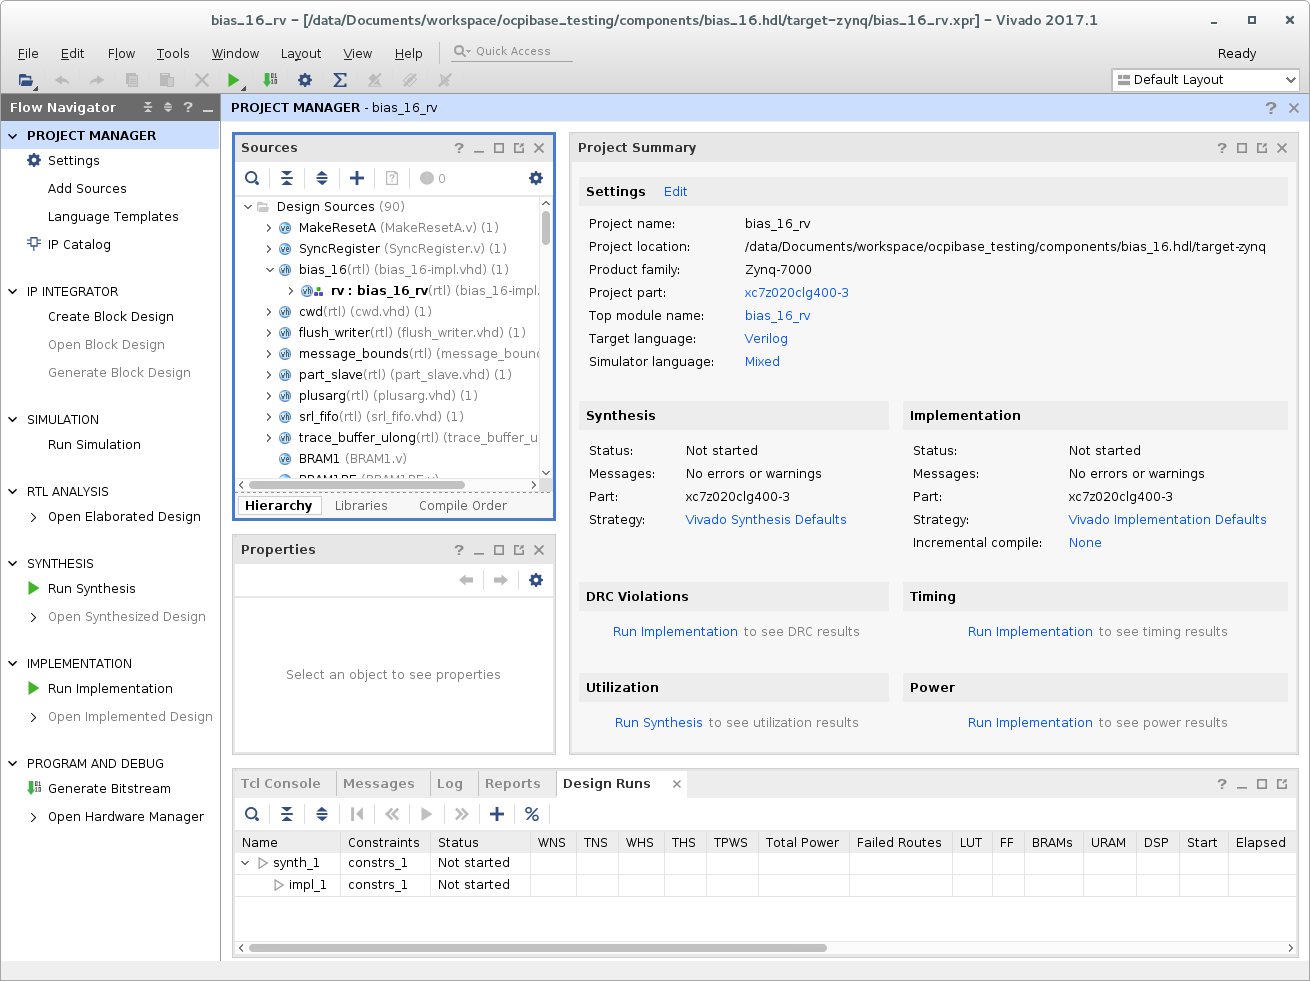 bias_16_rv – [/data/Documents/workspace/ocpibase_testing/components/bias_16.hdl/target-zynq/bias_16_rv.xpr] – Vivado 2017.1
File Edit Flow Tools Window Layout View Help Quick Access Ready
Default Layout
Flow Navigator
PROJECT MANAGER
Settings
Add Sources
Language Templates
IP Catalog
IP INTEGRATOR
Create Block Design
Open Block Design
Generate Block Design
SIMULATION
Run Simulation
RTL ANALYSIS
Open Elaborated Design
SYNTHESIS
Run Synthesis
Open Synthesized Design
IMPLEMENTATION
Run Implementation
Open Implemented Design
PROGRAM AND DEBUG
Generate Bitstream
Open Hardware Manager
PROJECT MANAGER - bias_16_rv
Sources
0
Design Sources (90)
MakeResetA (MakeResetA.v) (1)
SyncRegister (SyncRegister.v) (1)
bias_16(rtl) (bias_16-impl.vhd) (1)
rv : bias_16_rv(rtl) (bias_16-impl.
cwd(rtl) (cwd.vhd) (1)
flush_writer(rtl) (flush_writer.vhd) (1)
message_bounds(rtl) (message_bound
part_slave(rtl) (part_slave.vhd) (1)
plusarg(rtl) (plusarg.vhd) (1)
srl_fifo(rtl) (srl_fifo.vhd) (1)
trace_buffer_ulong(rtl) (trace_buffer_u
BRAM1 (BRAM1.v)
Hierarchy Libraries Compile Order
Properties
Select an object to see properties
Project Summary
Settings Edit
Project name: bias_16_rv
Project location: /data/Documents/workspace/ocpibase_testing/components/bias_16.hdl/target-zynq
Product family: Zynq-7000
Project part: xc7z020clg400-3
Top module name: bias_16_rv
Target language: Verilog
Simulator language: Mixed
Synthesis
Status: Not started
Messages: No errors or warnings
Part: xc7z020clg400-3
Strategy: Vivado Synthesis Defaults
Implementation
Status: Not started
Messages: No errors or warnings
Part: xc7z020clg400-3
Strategy: Vivado Implementation Defaults
Incremental compile: None
DRC Violations
Run Implementation to see DRC results
Timing
Run Implementation to see timing results
Utilization
Run Synthesis to see utilization results
Power
Run Implementation to see power results
Tcl Console Messages Log Reports Design Runs
Name Constraints Status WNS TNS WHS THS TPWS Total Power Failed Routes LUT FF BRAMs URAM DSP Start Elapsed
synth_1 constrs_1 Not started
impl_1 constrs_1 Not started